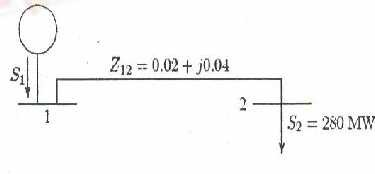 S₁
Z₁₂ = 0.02 + j0.04
1
2
S₂ = 280 MW